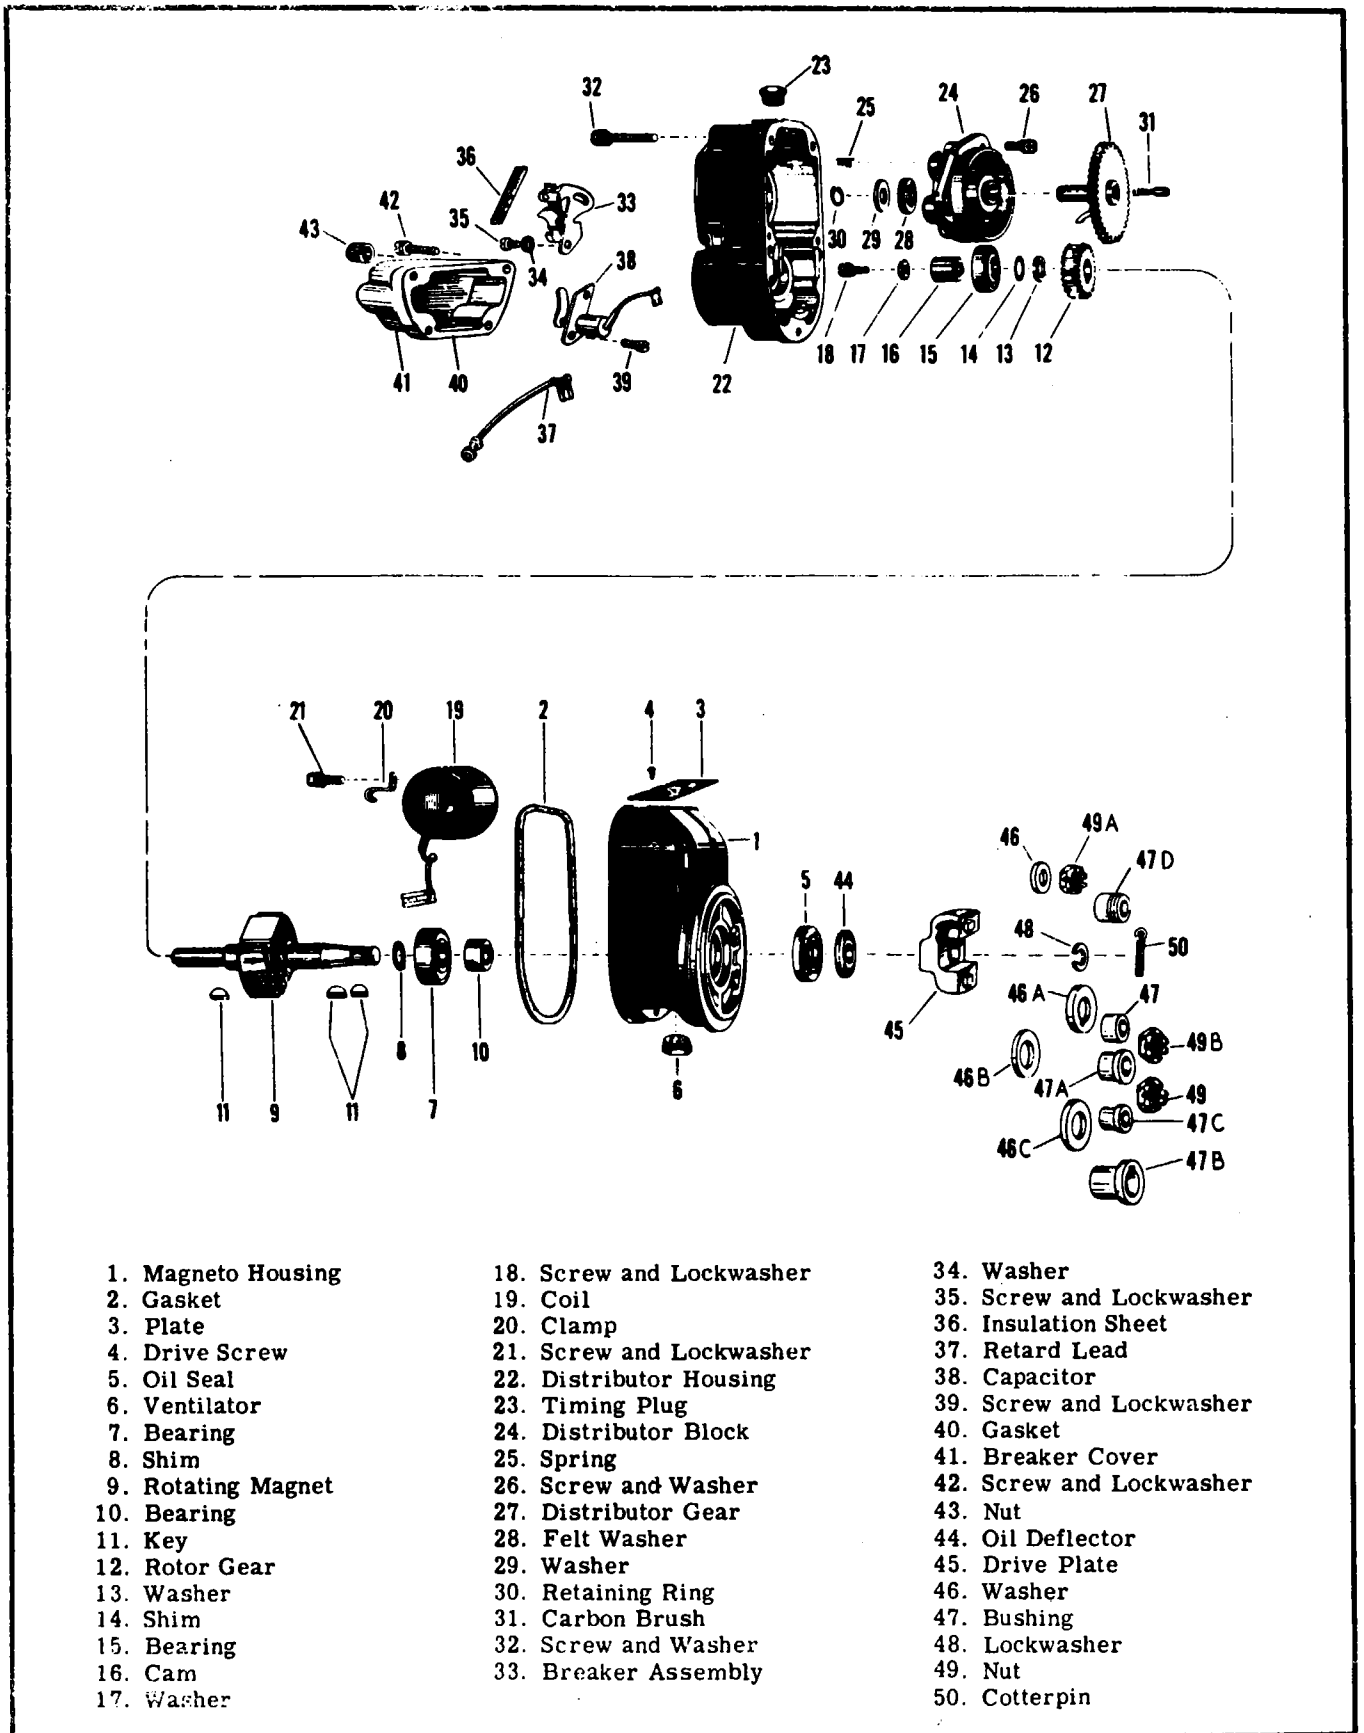 23
32
25
24
26
27
31
36
42
35
33
43
34
38
30
29
28
41
40
39
37
22
18
17
16
15
14
13
12
21
20
19
2
4
3
1
46
49A
47D
5
44
48
50
46A
47
45
49B
46B
47A
49
47C
46C
47B
11
9
11
8
7
10
6
1. Magneto Housing
2. Gasket
3. Plate
4. Drive Screw
5. Oil Seal
6. Ventilator
7. Bearing
8. Shim
9. Rotating Magnet
10. Bearing
11. Key
12. Rotor Gear
13. Washer
14. Shim
15. Bearing
16. Cam
17. Washer
18. Screw and Lockwasher
19. Coil
20. Clamp
21. Screw and Lockwasher
22. Distributor Housing
23. Timing Plug
24. Distributor Block
25. Spring
26. Screw and Washer
27. Distributor Gear
28. Felt Washer
29. Washer
30. Retaining Ring
31. Carbon Brush
32. Screw and Washer
33. Breaker Assembly
34. Washer
35. Screw and Lockwasher
36. Insulation Sheet
37. Retard Lead
38. Capacitor
39. Screw and Lockwasher
40. Gasket
41. Breaker Cover
42. Screw and Lockwasher
43. Nut
44. Oil Deflector
45. Drive Plate
46. Washer
47. Bushing
48. Lockwasher
49. Nut
50. Cotterpin